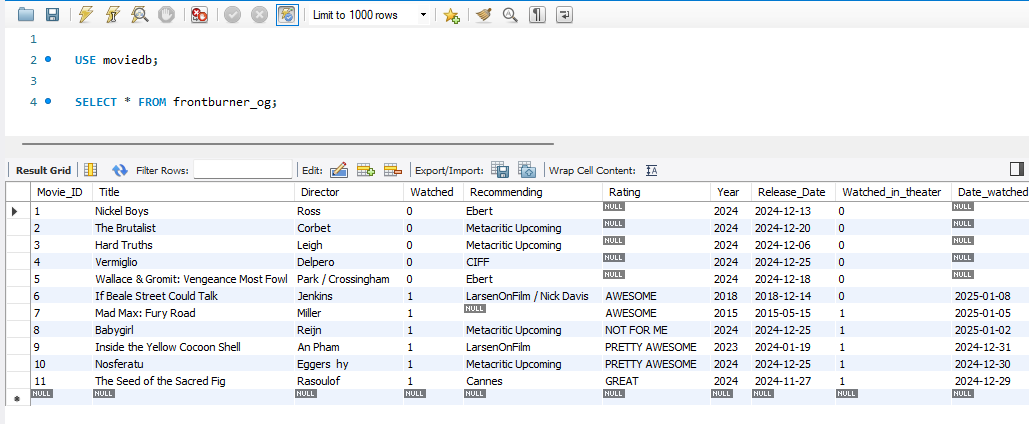 Limit to 1000 rows
1
2 USE moviedb;
3
4 SELECT * FROM frontburner_og;
Result Grid Filter Rows: Edit: Export/Import: Wrap Cell Content:
Movie_ID Title Director Watched Recommending Rating Year Release_Date Watched_in_theater Date_watched
1 Nickel Boys Ross 0 Ebert NULL 2024 2024-12-13 0 NULL
2 The Brutalist Corbet 0 Metacritic Upcoming NULL 2024 2024-12-20 0 NULL
3 Hard Truths Leigh 0 Metacritic Upcoming NULL 2024 2024-12-06 0 NULL
4 Vermiglio Delpero 0 CIFF NULL 2024 2024-12-25 0 NULL
5 Wallace & Gromit: Vengeance Most Fowl Park / Crossingham 0 Ebert NULL 2024 2024-12-18 0 NULL
6 If Beale Street Could Talk Jenkins 1 LarsenOnFilm / Nick Davis AWESOME 2018 2018-12-14 0 2025-01-08
7 Mad Max: Fury Road Miller 1 NULL AWESOME 2015 2015-05-15 1 2025-01-05
8 Babygirl Reijn 1 Metacritic Upcoming NOT FOR ME 2024 2024-12-25 1 2025-01-02
9 Inside the Yellow Cocoon Shell An Pham 1 LarsenOnFilm PRETTY AWESOME 2023 2024-01-19 1 2024-12-31
10 Nosferatu Eggers hy 1 Metacritic Upcoming PRETTY AWESOME 2024 2024-12-25 1 2024-12-30
11 The Seed of the Sacred Fig Rasoulof 1 Cannes GREAT 2024 2024-11-27 1 2024-12-29
NULL NULL NULL NULL NULL NULL NULL NULL NULL NULL